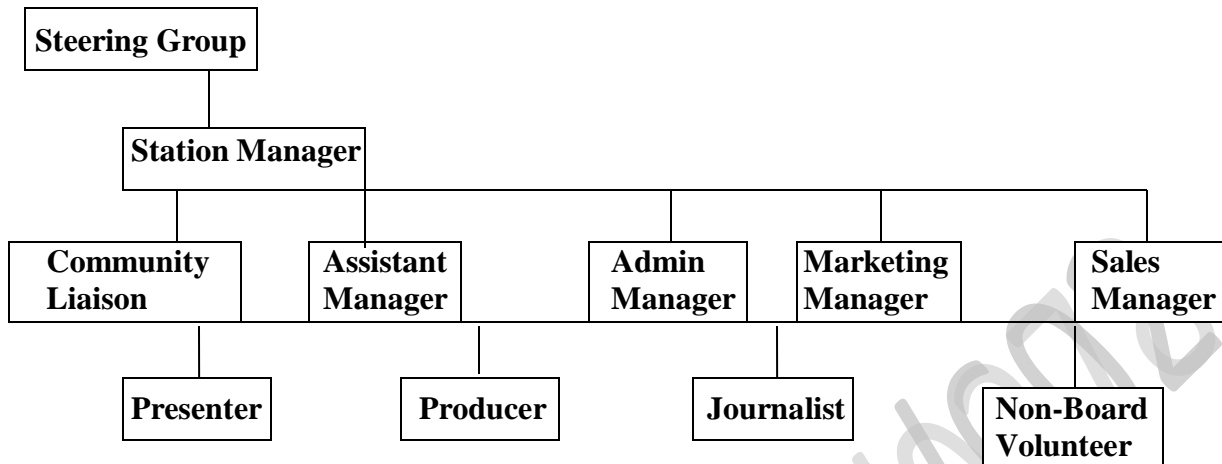 Steering Group
Station Manager
Community
Liaison
Assistant
Manager
Admin
Manager
Marketing
Manager
Sales
Manager
Presenter
Producer
Journalist
Non-Board
Volunteer